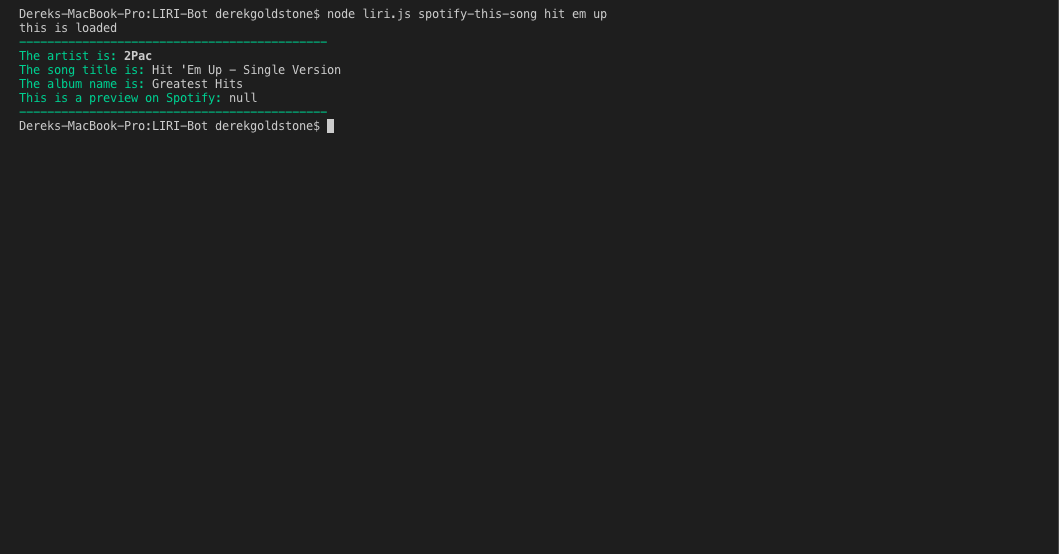 Dereks-MacBook-Pro:LIRI-Bot derekgoldstone$ node liri.js spotify-this-song hit em up
this is loaded
--------------------------------------------
The artist is: 2Pac
The song title is: Hit 'Em Up - Single Version
The album name is: Greatest Hits
This is a preview on Spotify: null
--------------------------------------------
Dereks-MacBook-Pro:LIRI-Bot derekgoldstone$